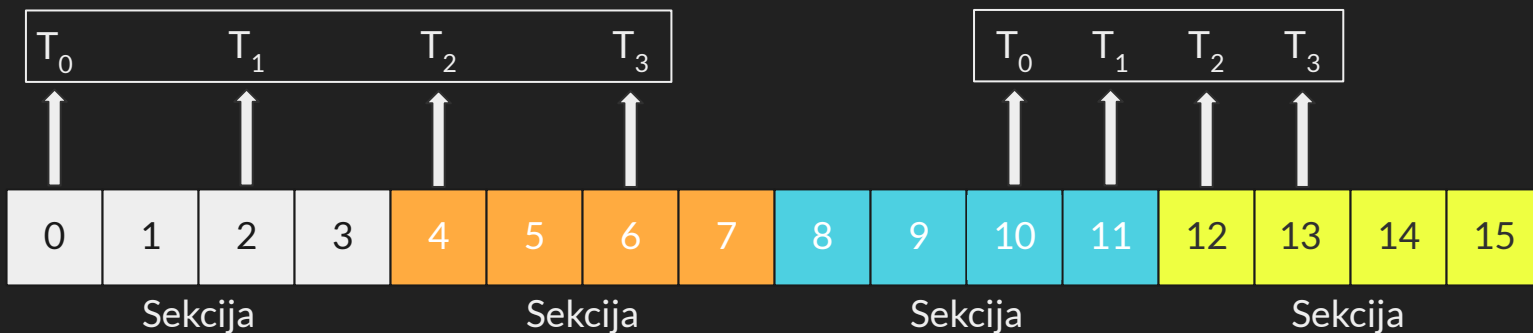 T₀ T₁ T₂ T₃ T₀ T₁ T₂ T₃
0 1 2 3 4 5 6 7 8 9 10 11 12 13 14 15
Sekcija Sekcija Sekcija Sekcija